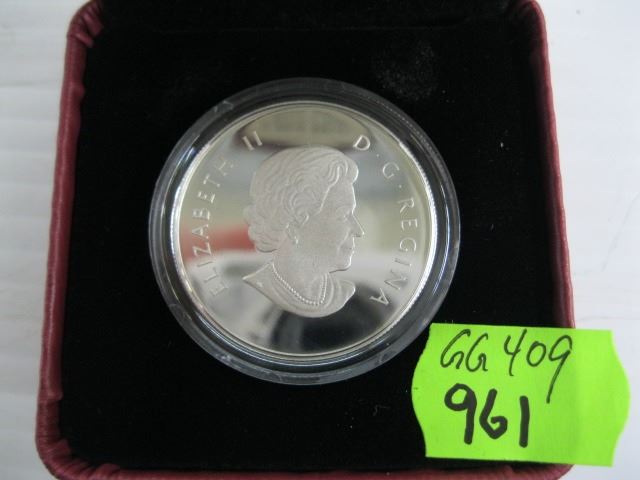 ELIZABETH II D·G·REGINA
GG 409
961